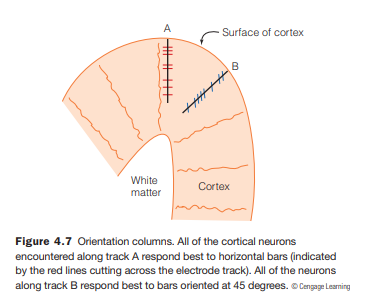 A
Surface of cortex
B
White
matter
Cortex
Figure 4.7 Orientation columns. All of the cortical neurons
encountered along track A respond best to horizontal bars (indicated
by the red lines cutting across the electrode track). All of the neurons
along track B respond best to bars oriented at 45 degrees. © Cengage Learning